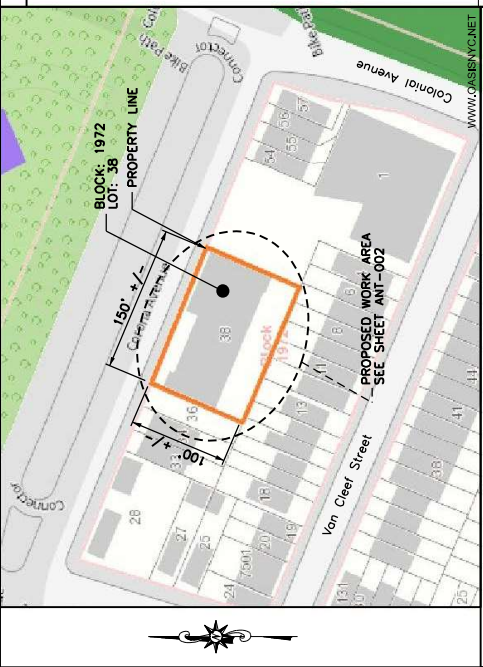 Bike Path
Connector
Bike Path
Colonial Avenue
WWW.OASISNYC.NET
BLOCK: 1972
LOT: 38
PROPERTY LINE
150' +/-
Corona Avenue
57
56
55
54
1
38
Block
1972
6
8
11
13
36
33
100' +/-
PROPOSED WORK AREA
SEE SHEET ANT-002
Connector
28
27
25
18
19
20
7501
24
Van Cleef Street
44
41
38
131
25
N